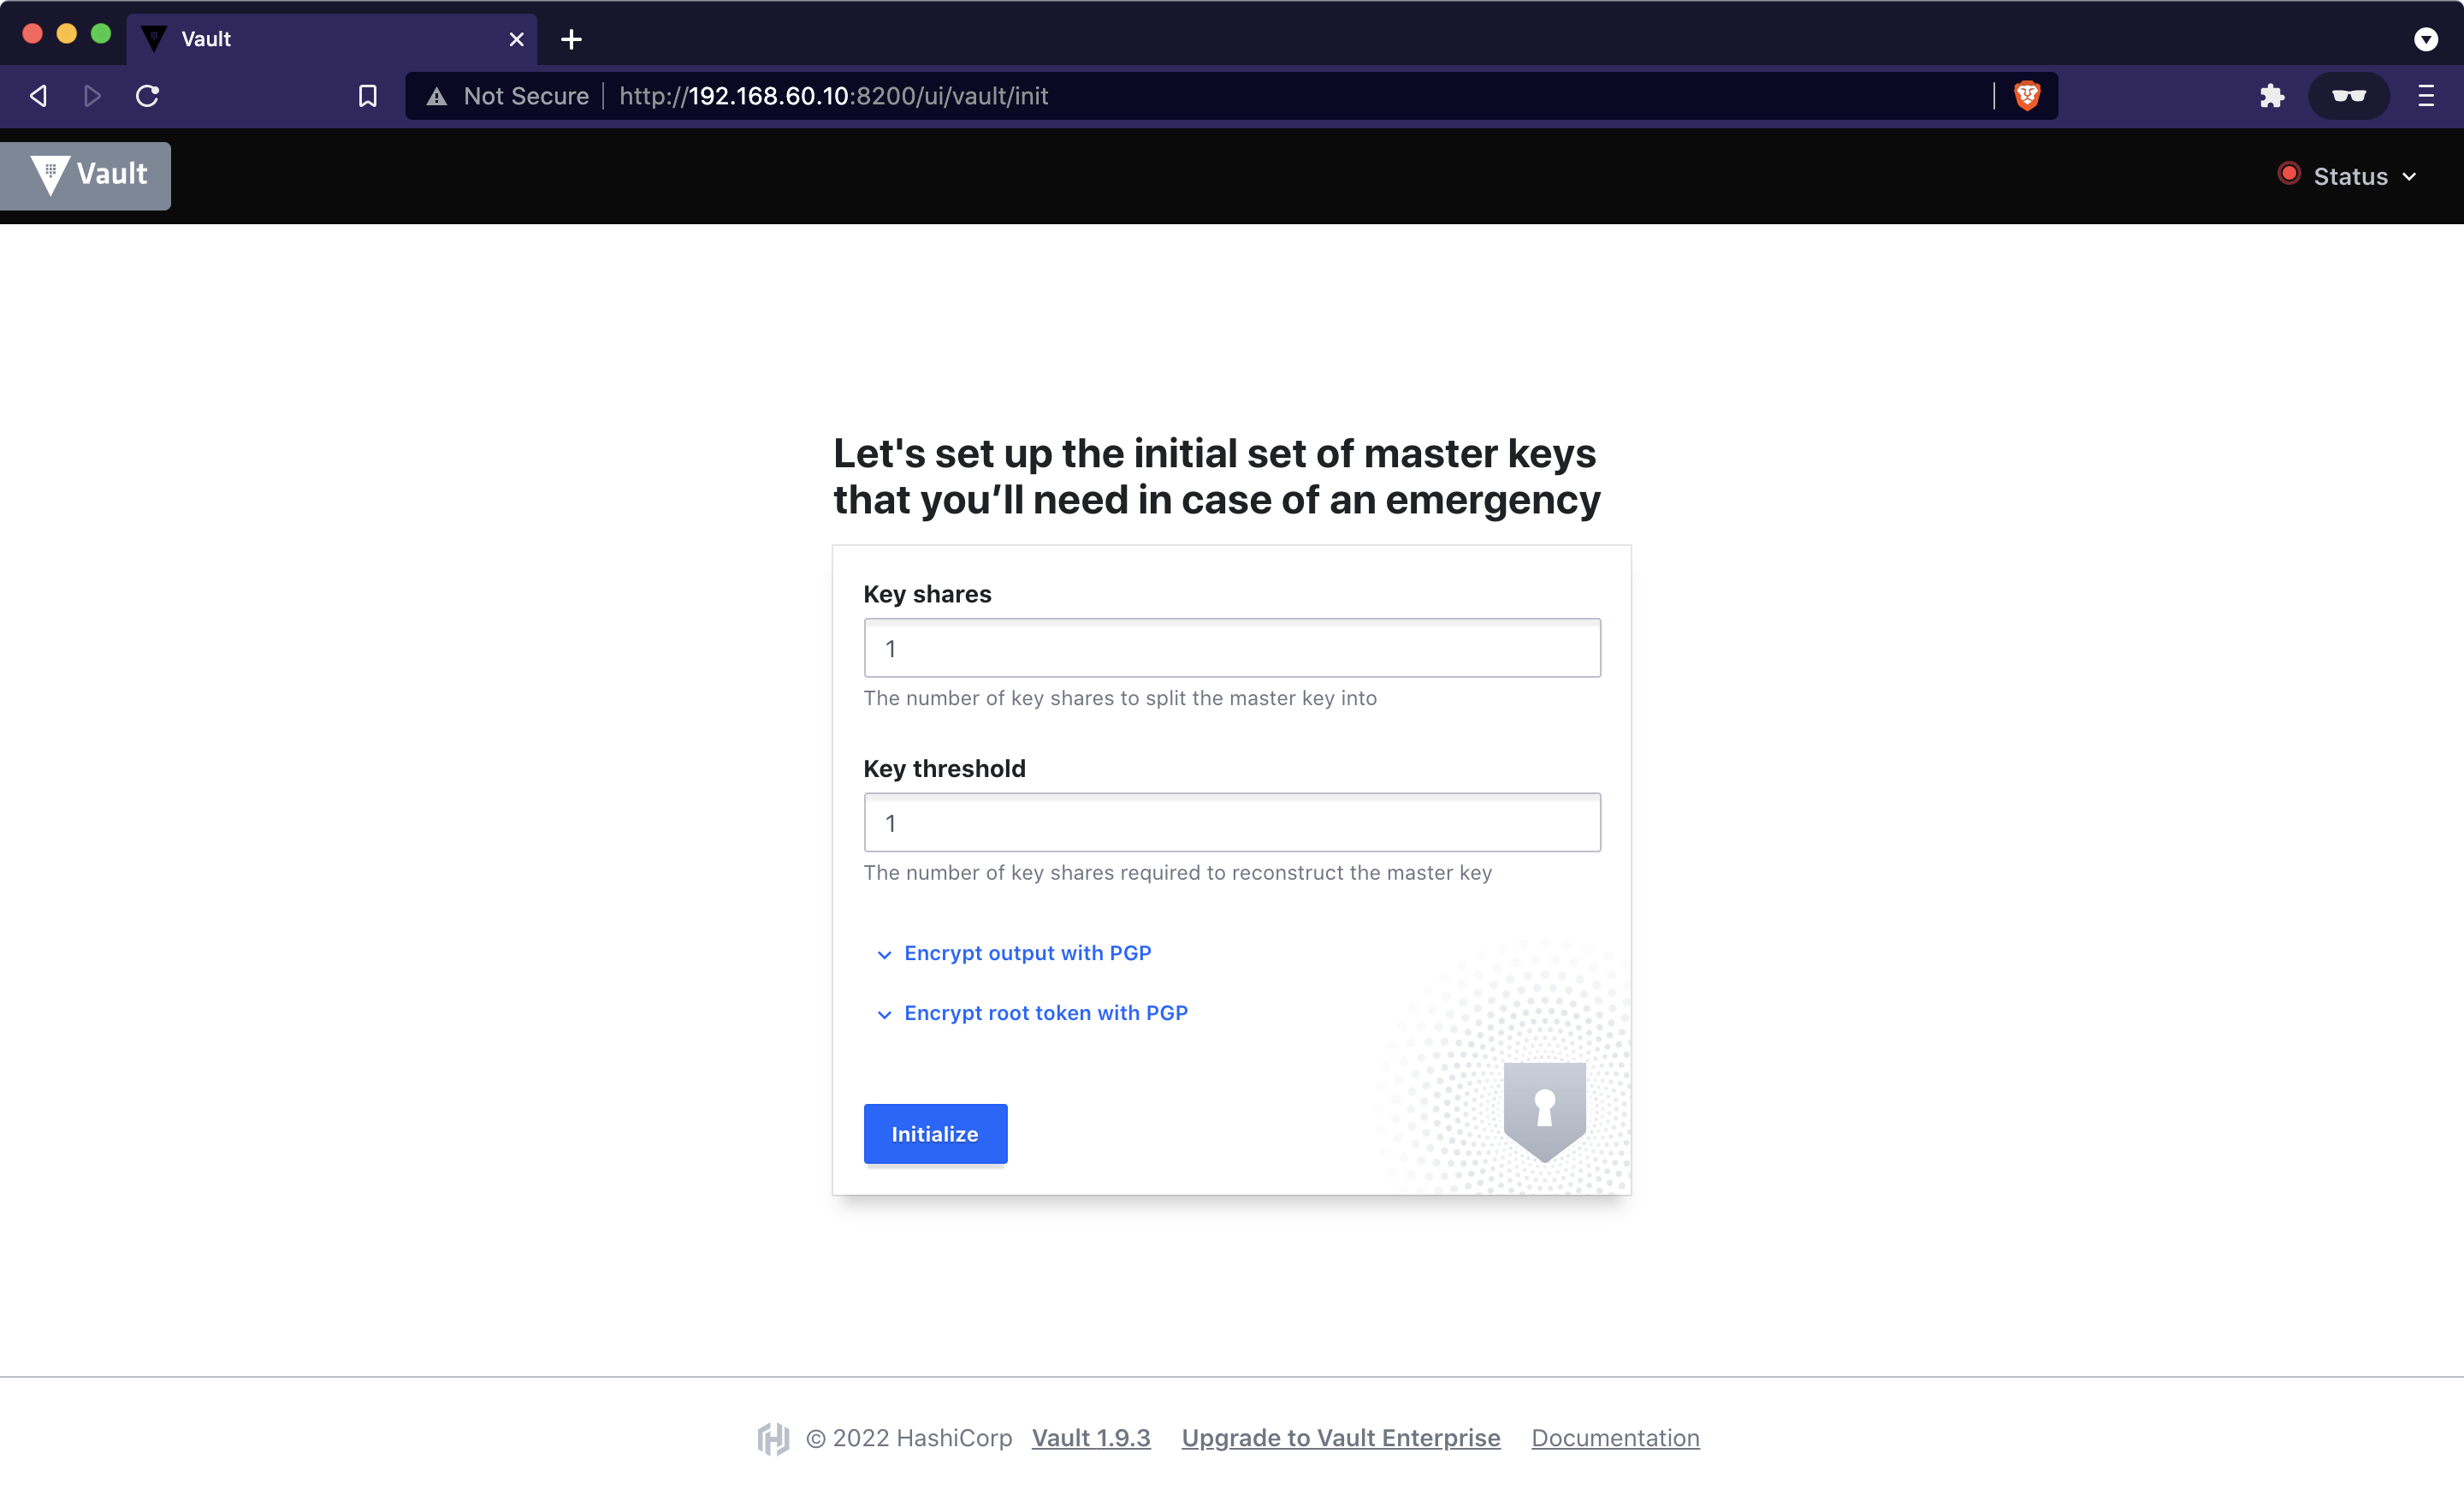 Vault
Not Secure http://192.168.60.10:8200/ui/vault/init
Vault
Status
Let's set up the initial set of master keys
that you’ll need in case of an emergency
Key shares
1
The number of key shares to split the master key into
Key threshold
1
The number of key shares required to reconstruct the master key
Encrypt output with PGP
Encrypt root token with PGP
Initialize
© 2022 HashiCorp Vault 1.9.3 Upgrade to Vault Enterprise Documentation